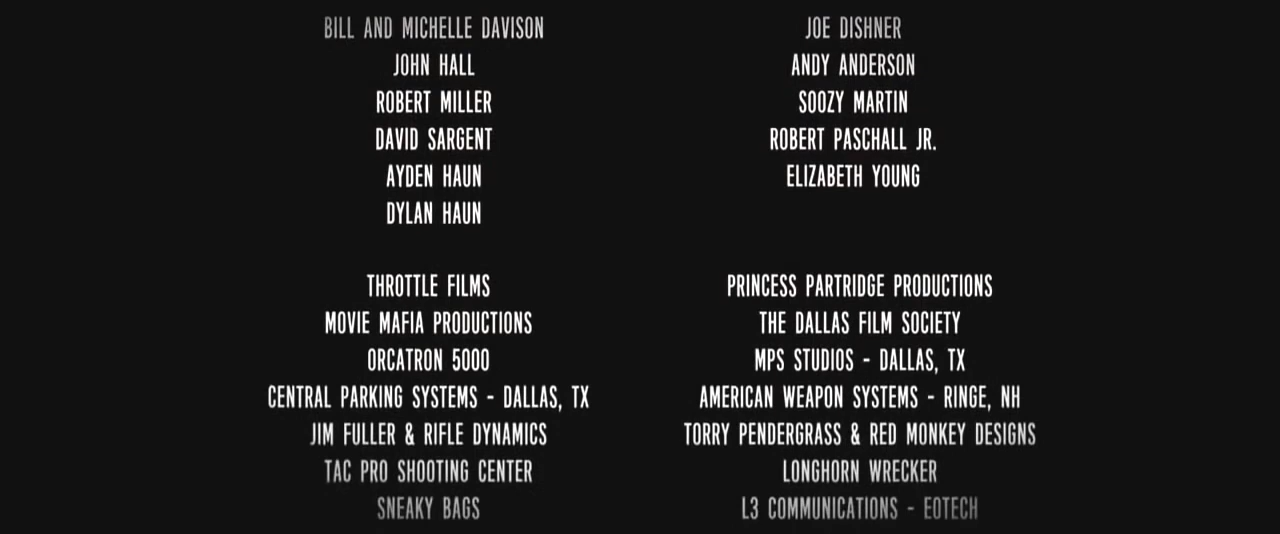 BILL AND MICHELLE DAVISON
JOHN HALL
ROBERT MILLER
DAVID SARGENT
AYDEN HAUN
DYLAN HAUN
JOE DISHNER
ANDY ANDERSON
SOOZY MARTIN
ROBERT PASCHALL JR.
ELIZABETH YOUNG
THROTTLE FILMS
MOVIE MAFIA PRODUCTIONS
ORCATRON 5000
CENTRAL PARKING SYSTEMS - DALLAS, TX
JIM FULLER & RIFLE DYNAMICS
TAC PRO SHOOTING CENTER
SNEAKY BAGS
PRINCESS PARTRIDGE PRODUCTIONS
THE DALLAS FILM SOCIETY
MPS STUDIOS - DALLAS, TX
AMERICAN WEAPON SYSTEMS - RINGE, NH
TORRY PENDERGRASS & RED MONKEY DESIGNS
LONGHORN WRECKER
L3 COMMUNICATIONS - EOTECH